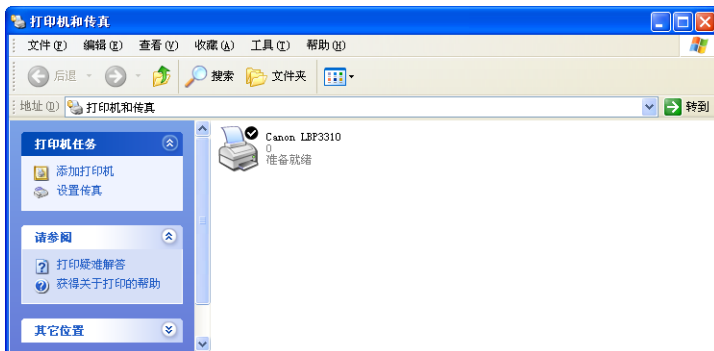 打印机和传真
文件(F) 编辑(E) 查看(V) 收藏(A) 工具(T) 帮助(H)
后退 搜索 文件夹
地址(D) 打印机和传真 转到
打印机任务
添加打印机
设置传真
请参阅
打印疑难解答
获得关于打印的帮助
其它位置
Canon LBP3310
0
准备就绪